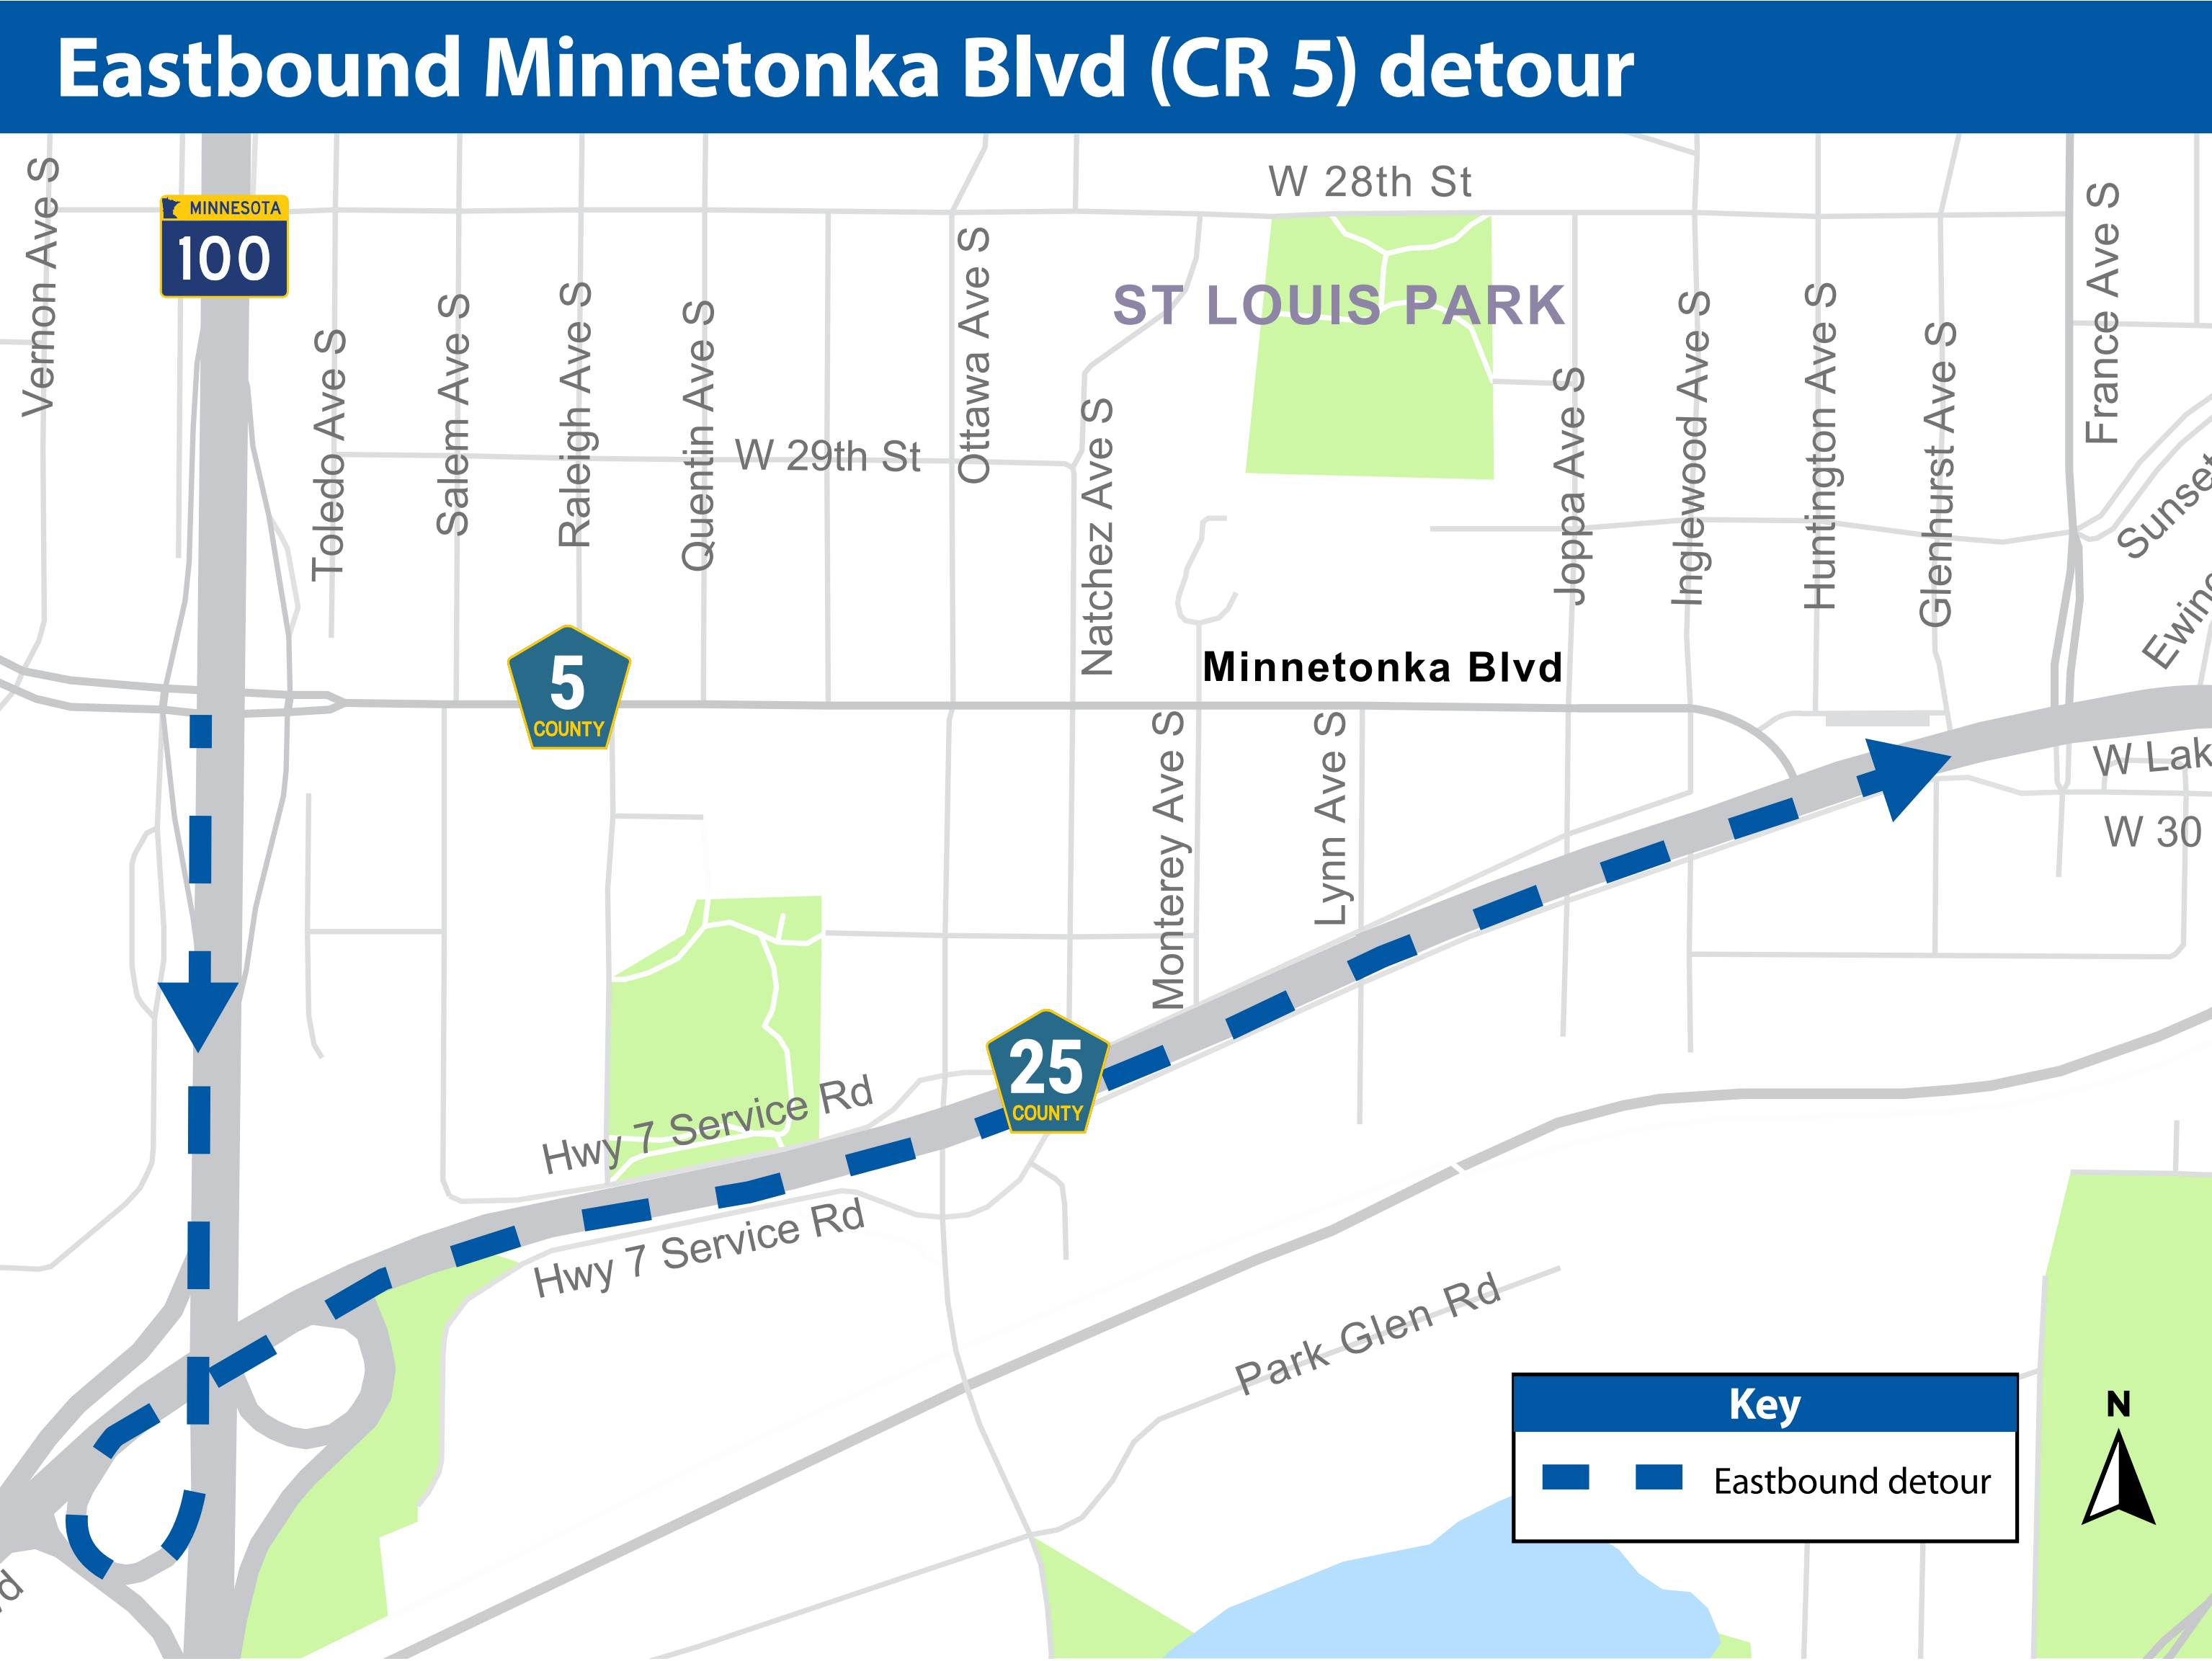 Eastbound Minnetonka Blvd (CR 5) detour
MINNESOTA
100
W 28th St
ST LOUIS PARK
Vernon Ave S
Toledo Ave S
Salem Ave S
Raleigh Ave S
Quentin Ave S
W 29th St
Ottawa Ave S
Natchez Ave S
Joppa Ave S
Inglewood Ave S
Huntington Ave S
Glenhurst Ave S
France Ave S
Sunset
5
COUNTY
Minnetonka Blvd
Monterey Ave S
Lynn Ave S
W Lak
W 30
25
COUNTY
Hwy 7 Service Rd
Hwy 7 Service Rd
Park Glen Rd
Key
Eastbound detour
N